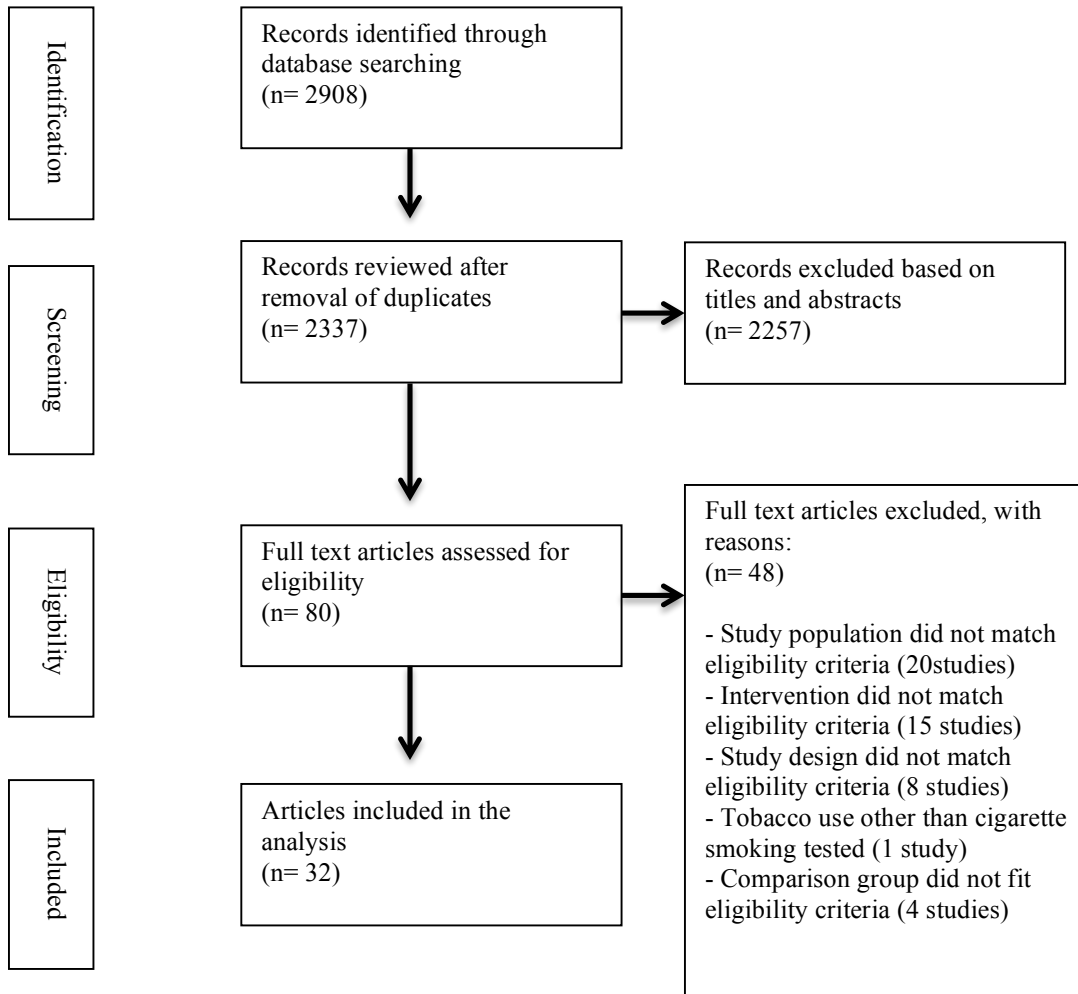 Identification
Records identified through
database searching
(n= 2908)
Screening
Records reviewed after
removal of duplicates
(n= 2337)
Records excluded based on
titles and abstracts
(n= 2257)
Eligibility
Full text articles assessed for
eligibility
(n= 80)
Full text articles excluded, with
reasons:
(n= 48)
- Study population did not match
eligibility criteria (20studies)
- Intervention did not match
eligibility criteria (15 studies)
- Study design did not match
eligibility criteria (8 studies)
- Tobacco use other than cigarette
smoking tested (1 study)
- Comparison group did not fit
eligibility criteria (4 studies)
Included
Articles included in the
analysis
(n= 32)